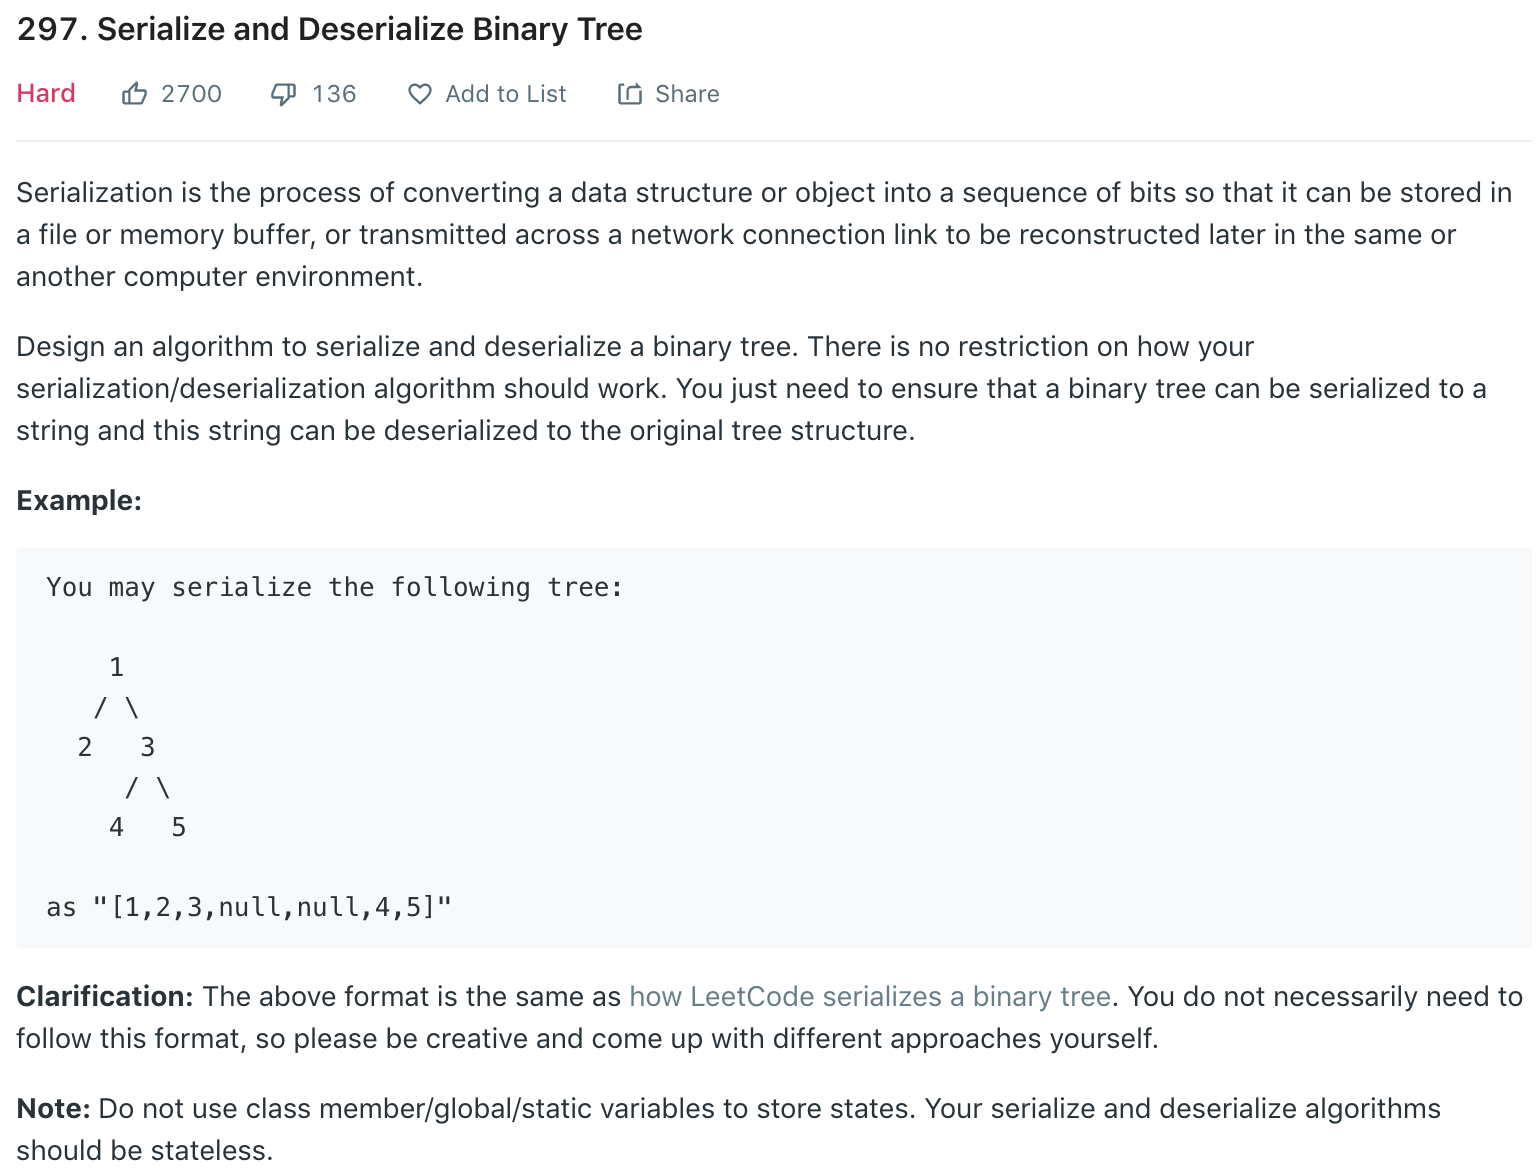 297. Serialize and Deserialize Binary Tree
Hard 2700 136 Add to List Share
Serialization is the process of converting a data structure or object into a sequence of bits so that it can be stored in
a file or memory buffer, or transmitted across a network connection link to be reconstructed later in the same or
another computer environment.
Design an algorithm to serialize and deserialize a binary tree. There is no restriction on how your
serialization/deserialization algorithm should work. You just need to ensure that a binary tree can be serialized to a
string and this string can be deserialized to the original tree structure.
Example:
You may serialize the following tree:
    1
   / \
  2   3
     / \
    4   5
as "[1,2,3,null,null,4,5]"
Clarification: The above format is the same as how LeetCode serializes a binary tree. You do not necessarily need to
follow this format, so please be creative and come up with different approaches yourself.
Note: Do not use class member/global/static variables to store states. Your serialize and deserialize algorithms
should be stateless.